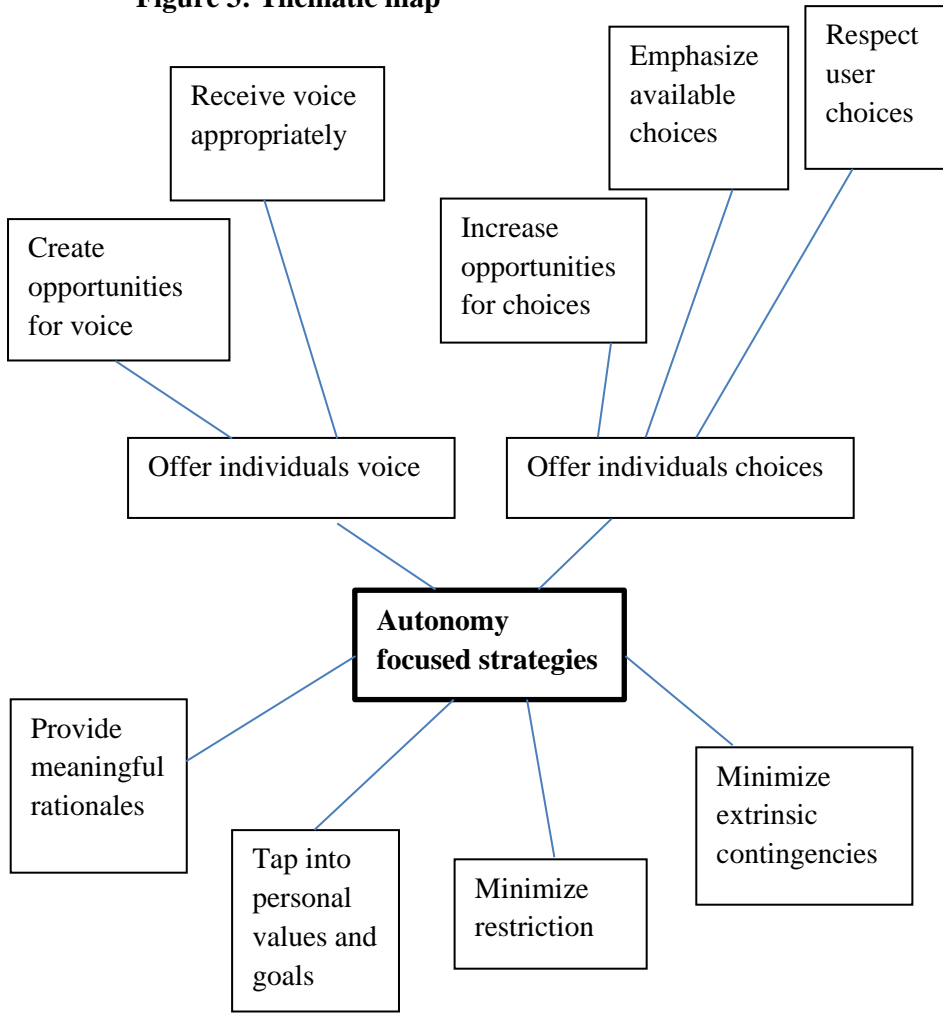 Figure 3: Thematic map
Receive voice
appropriately
Emphasize
available
choices
Respect
user
choices
Create
opportunities
for voice
Increase
opportunities
for choices
Offer individuals voice
Offer individuals choices
Autonomy
focused strategies
Provide
meaningful
rationales
Tap into
personal
values and
goals
Minimize
restriction
Minimize
extrinsic
contingencies